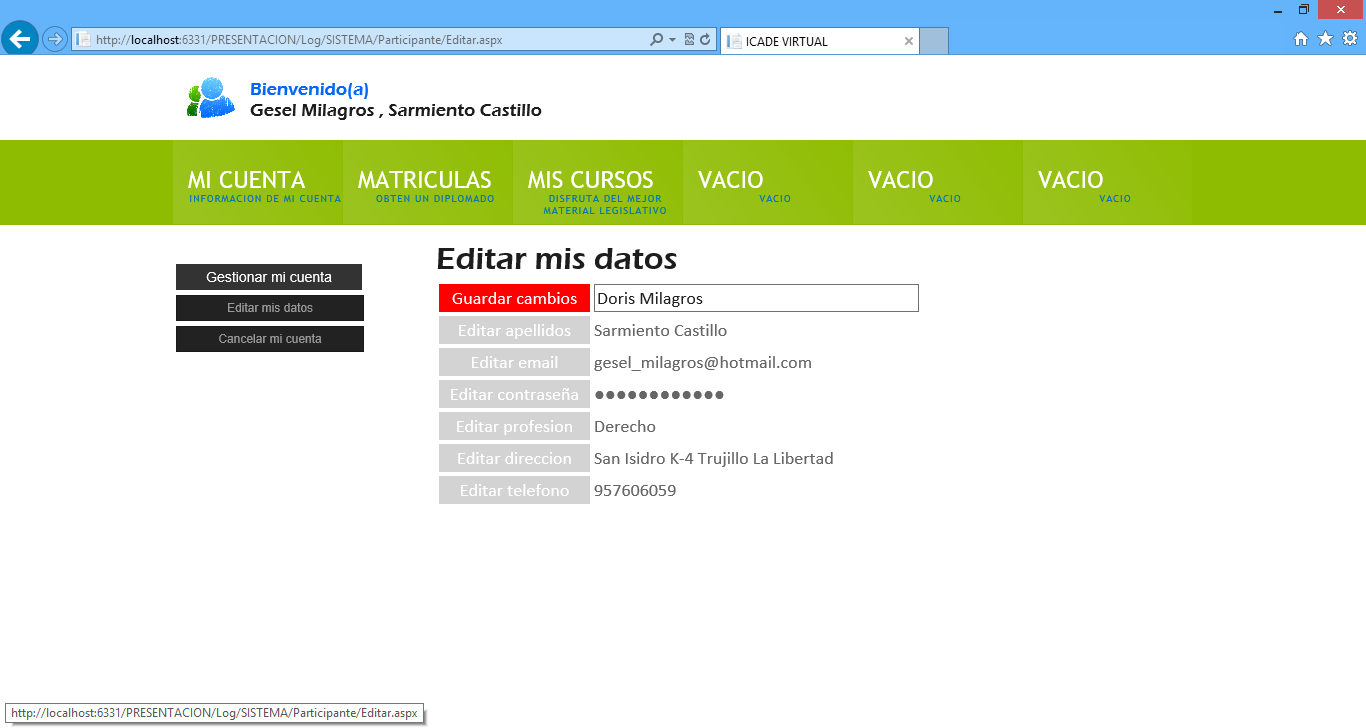 http://localhost:6331/PRESENTACION/Log/SISTEMA/Participante/Editar.aspx
ICADE VIRTUAL
Bienvenido(a)
Gesel Milagros , Sarmiento Castillo
MI CUENTA
INFORMACION DE MI CUENTA
MATRICULAS
OBTEN UN DIPLOMADO
MIS CURSOS
DISFRUTA DEL MEJOR
MATERIAL LEGISLATIVO
VACIO
VACIO
VACIO
VACIO
VACIO
VACIO
Gestionar mi cuenta
Editar mis datos
Cancelar mi cuenta
Editar mis datos
Guardar cambios Doris Milagros
Editar apellidos Sarmiento Castillo
Editar email gesel_milagros@hotmail.com
Editar contraseña ●●●●●●●●●●●●
Editar profesion Derecho
Editar direccion San Isidro K-4 Trujillo La Libertad
Editar telefono 957606059
http://localhost:6331/PRESENTACION/Log/SISTEMA/Participante/Editar.aspx